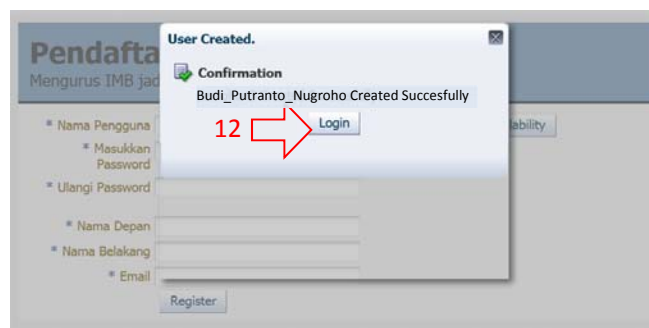 User Created.
Pendafta
Mengurus IMB jad
Confirmation
Budi_Putranto_Nugroho Created Succesfully
12
Login
* Nama Pengguna
lability
* Masukkan
Password
* Ulangi Password
* Nama Depan
* Nama Belakang
* Email
Register